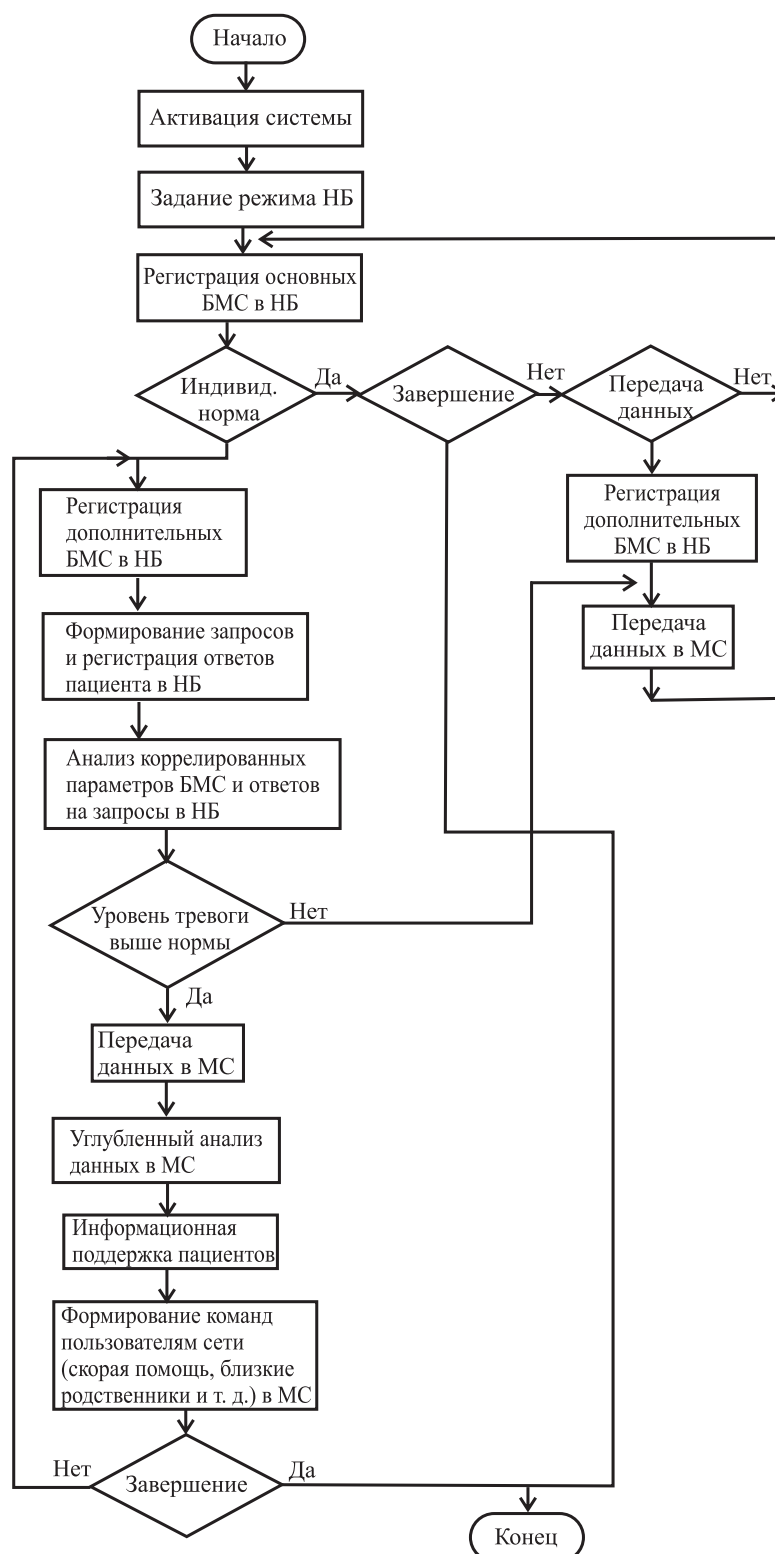 Начало
Активация системы
Задание режима НБ
Регистрация основных
БМС в НБ
Индивид.
норма
Да
Завершение
Нет
Передача
данных
Нет
Регистрация
дополнительных
БМС в НБ
Передача
данных в МС
Регистрация
дополнительных
БМС в НБ
Формирование запросов
и регистрация ответов
пациента в НБ
Анализ коррелированных
параметров БМС и ответов
на запросы в НБ
Уровень тревоги
выше нормы
Нет
Да
Передача
данных в МС
Углубленный анализ
данных в МС
Информационная
поддержка пациентов
Формирование команд
пользователям сети
(скорая помощь, близкие
родственники и т. д.) в МС
Нет
Завершение
Да
Конец